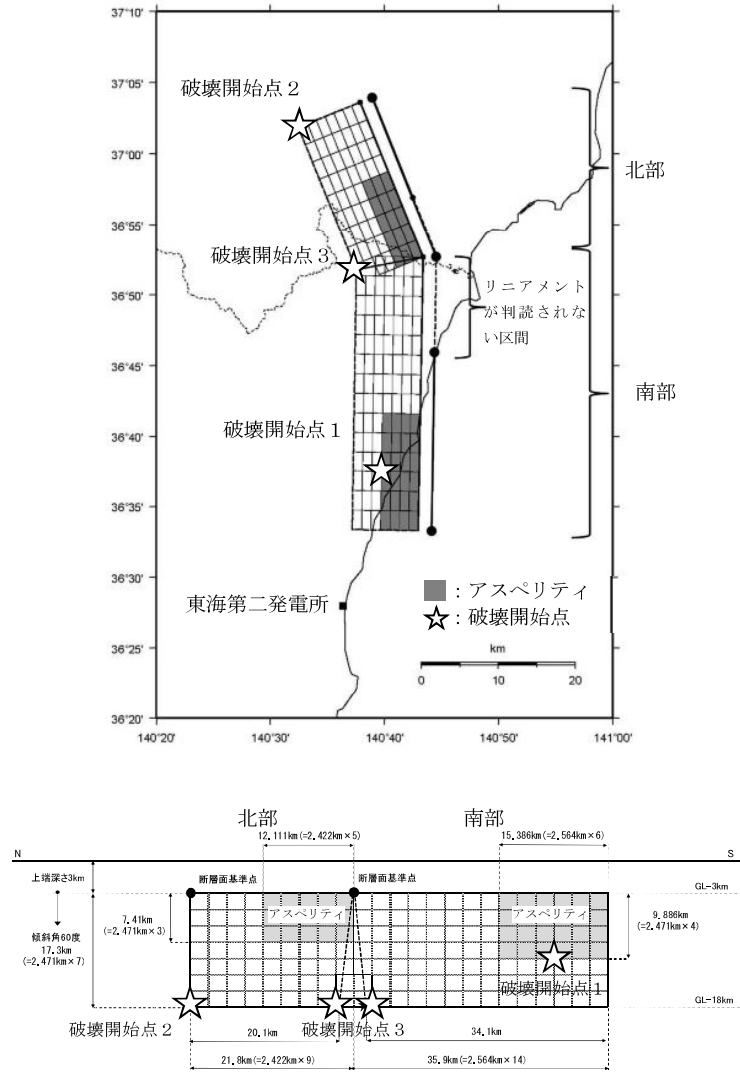 37°10'
37°05'
破壊開始点２
37°00'
北部
36°55'
破壊開始点３
リニアメント
が判読されな
い区間
36°50'
36°45'
南部
破壊開始点１
36°40'
36°35'
36°30'
：アスペリティ
東海第二発電所
：破壊開始点
36°25'
km
0 10 20
36°20'
140°20' 140°30' 140°40' 140°50' 141°00'
北部 南部
12.111km(=2.422km×5) 15.386km(=2.564km×6)
N S
上端深さ3km
断層面基準点 断層面基準点
GL-3km
アスペリティ アスペリティ
7.41km
(=2.471km×3)
9.886km
(=2.471km×4)
傾斜角60度
17.3km
(=2.471km×7)
破壊開始点１
GL-18km
破壊開始点２ 破壊開始点３
20.1km 34.1km
21.8km(=2.422km×9) 35.9km(=2.564km×14)